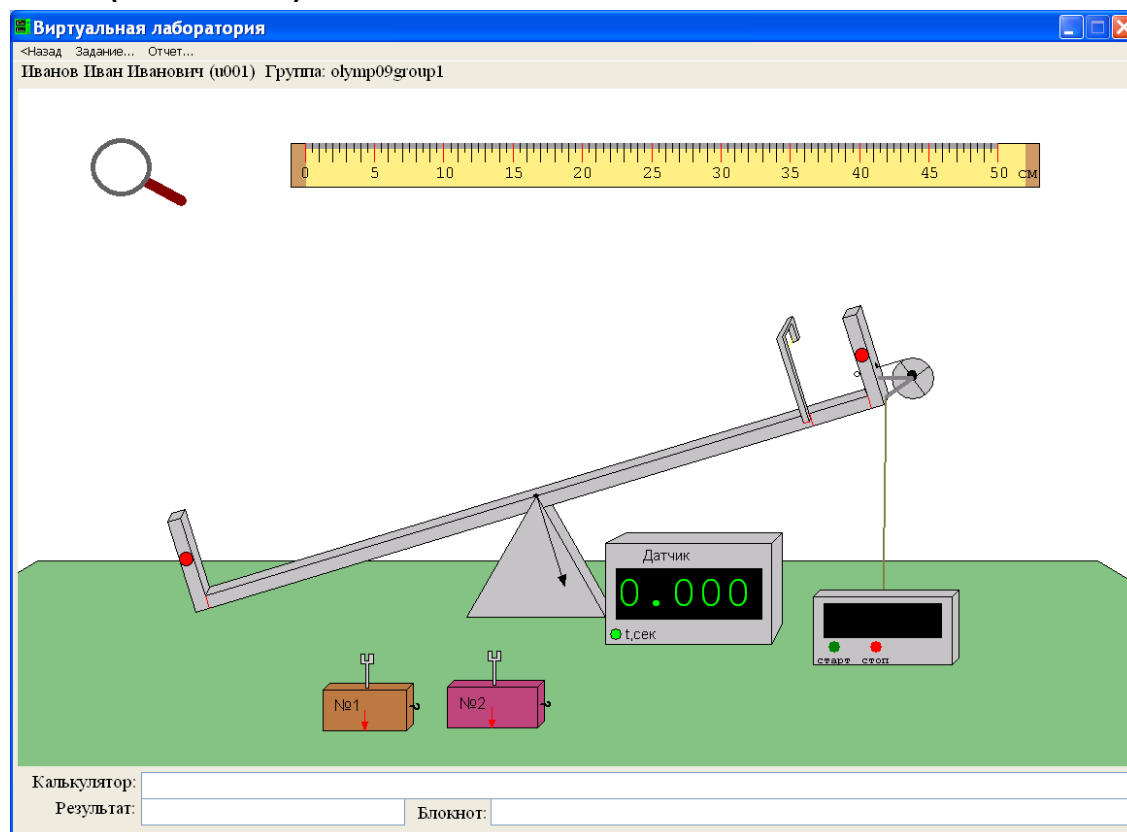 Виртуальная лаборатория
<Назад Задание... Отчет...
Иванов Иван Иванович (u001) Группа: olymp09group1
0 5 10 15 20 25 30 35 40 45 50 см
Датчик
0.000
t,сек
старт стоп
№1 №2
Калькулятор:
Результат: Блокнот: